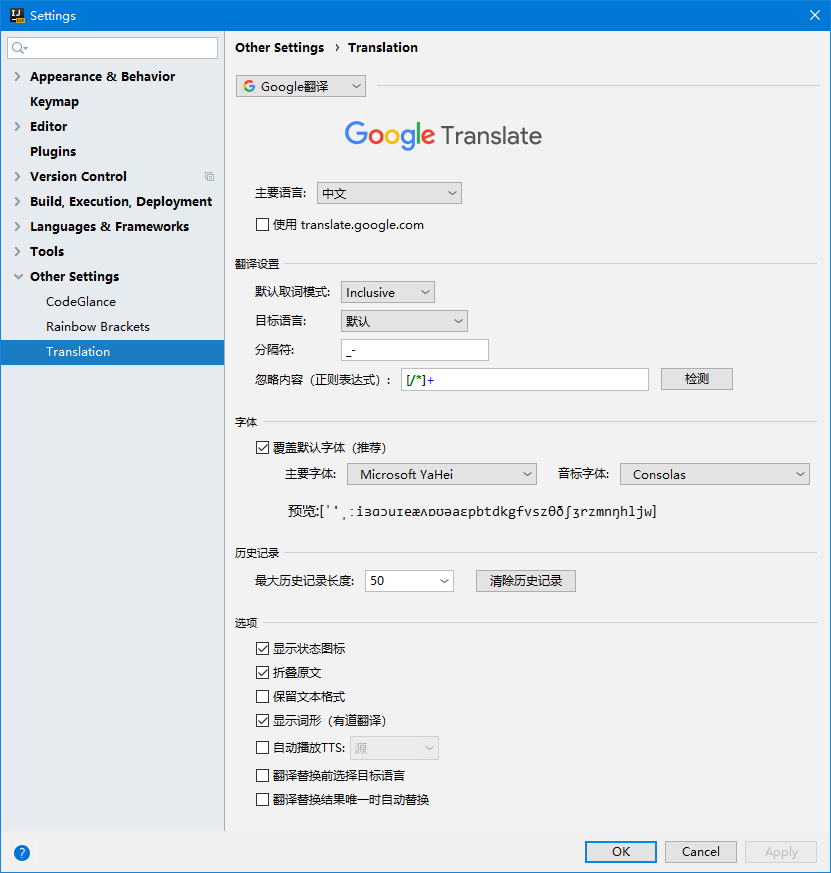 Settings
Other Settings › Translation
Appearance & Behavior
Keymap
Editor
Plugins
Version Control
Build, Execution, Deployment
Languages & Frameworks
Tools
Other Settings
CodeGlance
Rainbow Brackets
Translation
Google翻译
Google Translate
主要语言: 中文
使用 translate.google.com
翻译设置
默认取词模式: Inclusive
目标语言: 默认
分隔符: _-
忽略内容（正则表达式）: [/*]+ 检测
字体
覆盖默认字体（推荐）
主要字体: Microsoft YaHei 音标字体: Consolas
预览:[ˈˈˌːiɜɑɔuɪeæʌɒʊəaɛpbtdkgfvszθðʃʒrzmnŋhljw]
历史记录
最大历史记录长度: 50 清除历史记录
选项
显示状态图标
折叠原文
保留文本格式
显示词形（有道翻译）
自动播放TTS: 源
翻译替换前选择目标语言
翻译替换结果唯一时自动替换
? OK Cancel Apply